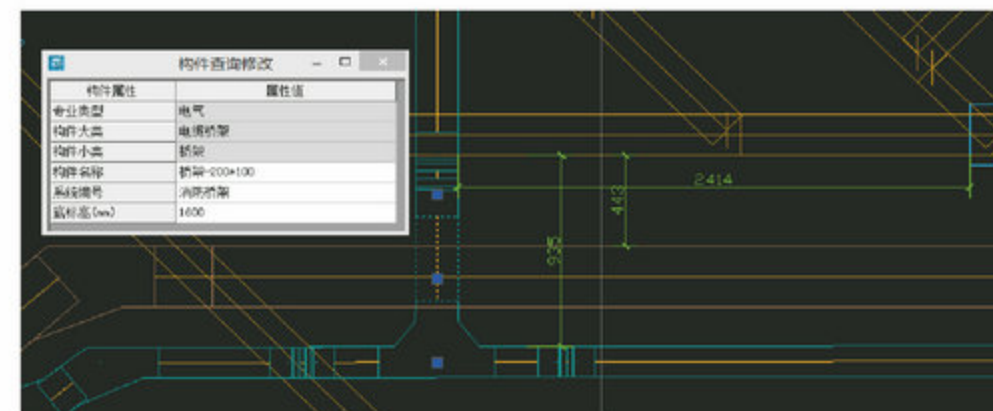 构件查询修改
构件属性 属性值
专业类型 电气
构件大类 电缆桥架
构件小类 桥架
构件名称 桥架-200*100
系统编号 消防桥架
底标高(mm) 1600
2414
443
935